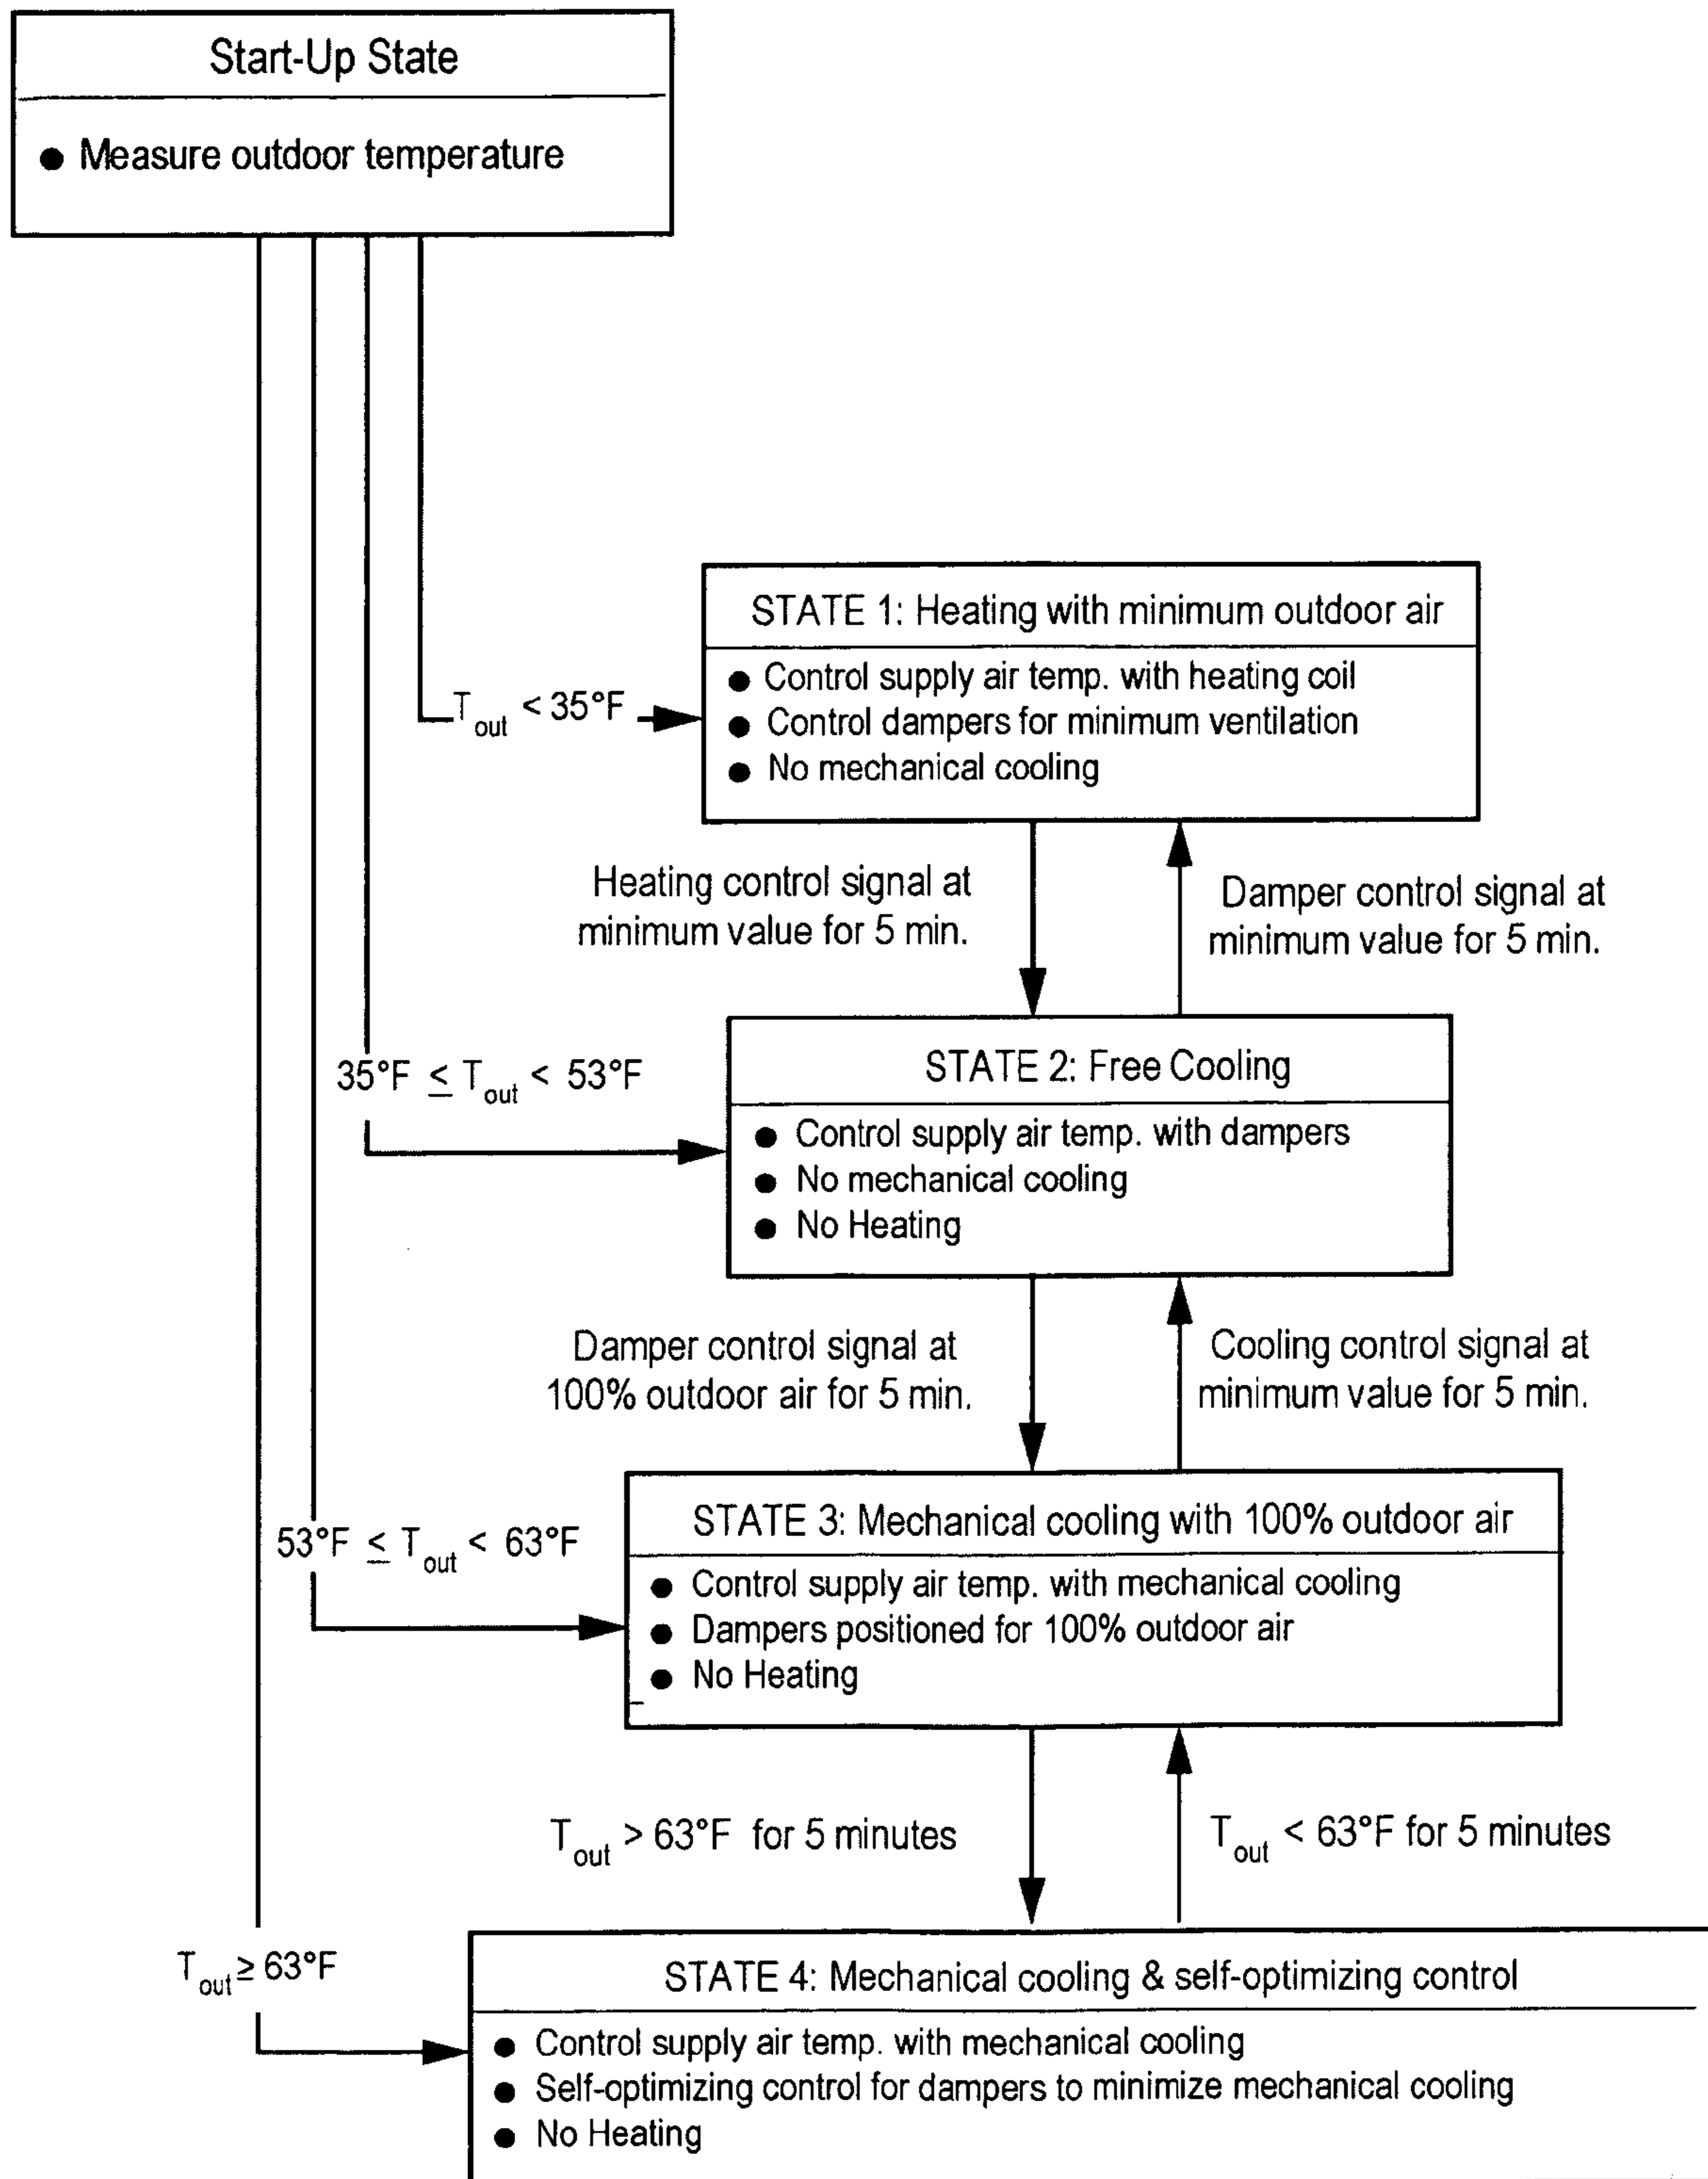 Start-Up State
● Measure outdoor temperature
STATE 1: Heating with minimum outdoor air
● Control supply air temp. with heating coil
● Control dampers for minimum ventilation
● No mechanical cooling
T out < 35°F
Heating control signal at
minimum value for 5 min.
Damper control signal at
minimum value for 5 min.
STATE 2: Free Cooling
● Control supply air temp. with dampers
● No mechanical cooling
● No Heating
35°F ≤ T out < 53°F
Damper control signal at
100% outdoor air for 5 min.
Cooling control signal at
minimum value for 5 min.
STATE 3: Mechanical cooling with 100% outdoor air
● Control supply air temp. with mechanical cooling
● Dampers positioned for 100% outdoor air
● No Heating
53°F ≤ T out < 63°F
T out > 63°F for 5 minutes
T out < 63°F for 5 minutes
T out ≥ 63°F
STATE 4: Mechanical cooling & self-optimizing control
● Control supply air temp. with mechanical cooling
● Self-optimizing control for dampers to minimize mechanical cooling
● No Heating